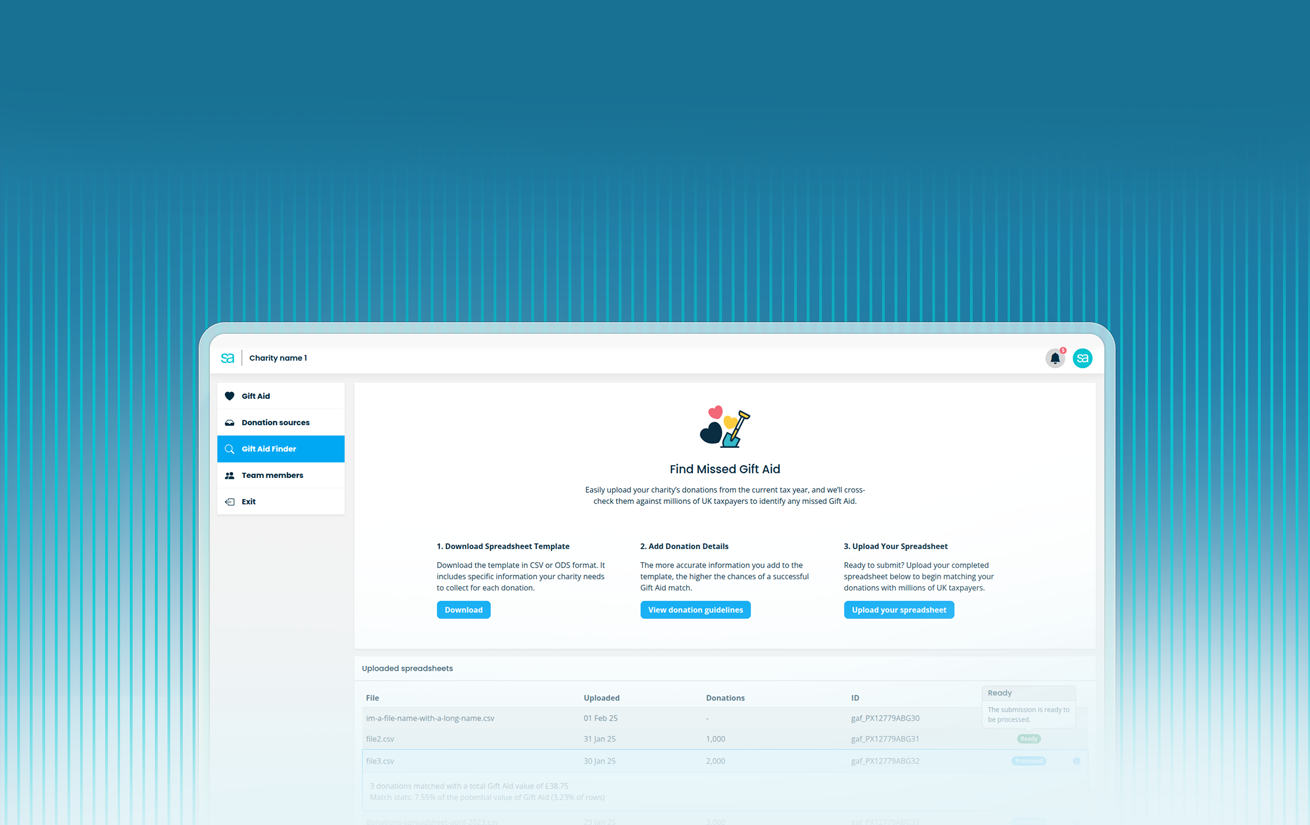 sa
Charity name 1
sa
Gift Aid
Donation sources
Gift Aid Finder
Team members
Exit
Find Missed Gift Aid
Easily upload your charity's donations from the current tax year, and we'll cross-
check them against millions of UK taxpayers to identify any missed Gift Aid.
1. Download Spreadsheet Template
Download the template in CSV or ODS format. It
includes specific information your charity needs
to collect for each donation.
Download
2. Add Donation Details
The more accurate information you add to the
template, the higher the chances of a successful
Gift Aid match.
View donation guidelines
3. Upload Your Spreadsheet
Ready to submit? Upload your completed
spreadsheet below to begin matching your
donations with millions of UK taxpayers.
Upload your spreadsheet
Uploaded spreadsheets
File Uploaded Donations ID
Ready
The submission is ready to
be processed.
im-a-file-name-with-a-long-name.csv 01 Feb 25 - gaf_PX12779ABG30
file2.csv 31 Jan 25 1,000 gaf_PX12779ABG31 Ready
file3.csv 30 Jan 25 2,000 gaf_PX12779ABG32
3 donations matched with a total Gift Aid value of £38.75
Match stats: 7.55% of the potential value of Gift Aid (3.23% of rows)